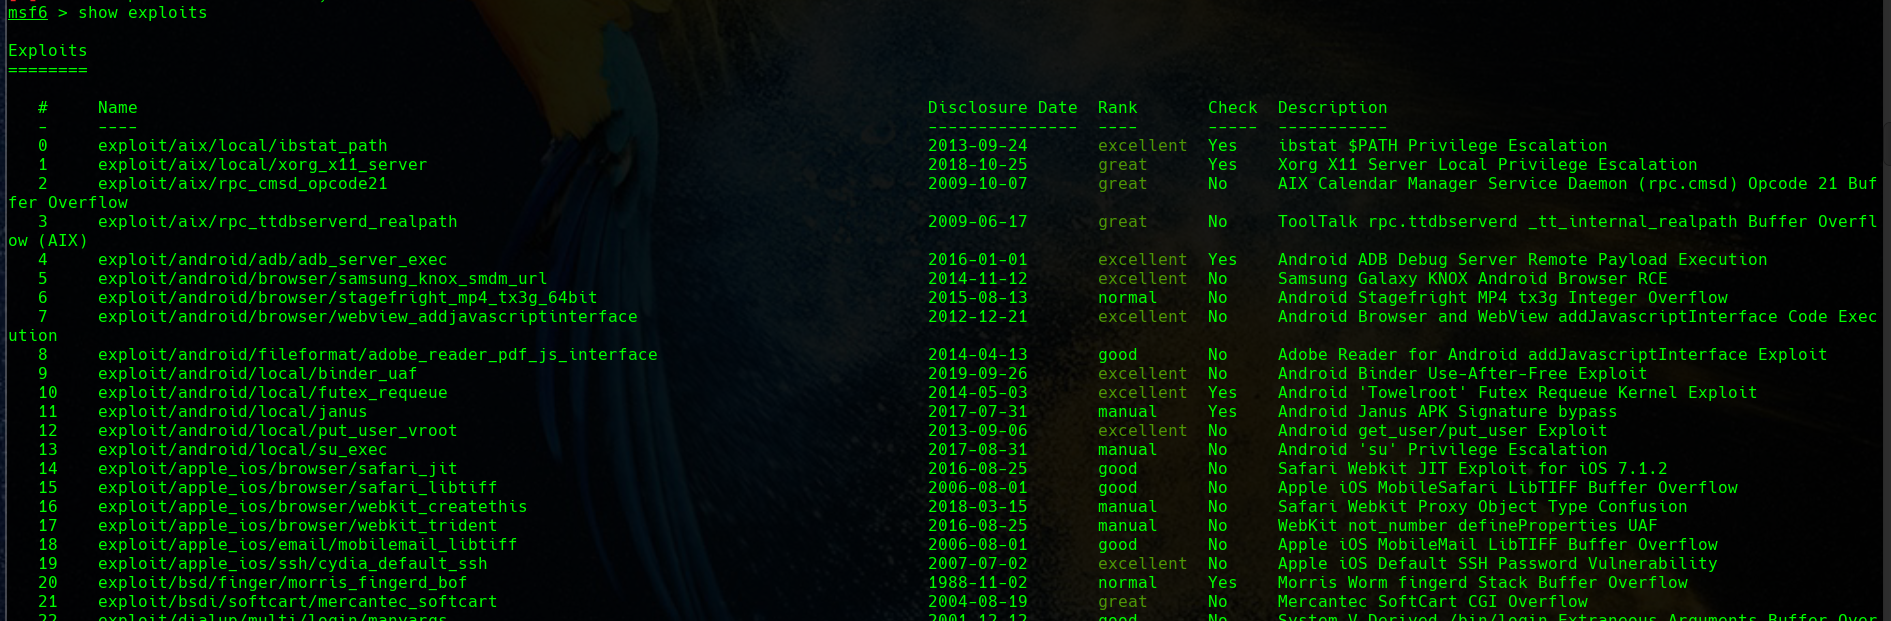 msf6 > show exploits
Exploits
========
# Name Disclosure Date Rank Check Description
- ---- --------------- ---- ----- -----------
0 exploit/aix/local/ibstat_path 2013-09-24 excellent Yes ibstat $PATH Privilege Escalation
1 exploit/aix/local/xorg_x11_server 2018-10-25 great Yes Xorg X11 Server Local Privilege Escalation
2 exploit/aix/rpc_cmsd_opcode21 2009-10-07 great No AIX Calendar Manager Service Daemon (rpc.cmsd) Opcode 21 Buf
fer Overflow
3 exploit/aix/rpc_ttdbserverd_realpath 2009-06-17 great No ToolTalk rpc.ttdbserverd _tt_internal_realpath Buffer Overfl
ow (AIX)
4 exploit/android/adb/adb_server_exec 2016-01-01 excellent Yes Android ADB Debug Server Remote Payload Execution
5 exploit/android/browser/samsung_knox_smdm_url 2014-11-12 excellent No Samsung Galaxy KNOX Android Browser RCE
6 exploit/android/browser/stagefright_mp4_tx3g_64bit 2015-08-13 normal No Android Stagefright MP4 tx3g Integer Overflow
7 exploit/android/browser/webview_addjavascriptinterface 2012-12-21 excellent No Android Browser and WebView addJavascriptInterface Code Exec
ution
8 exploit/android/fileformat/adobe_reader_pdf_js_interface 2014-04-13 good No Adobe Reader for Android addJavascriptInterface Exploit
9 exploit/android/local/binder_uaf 2019-09-26 excellent No Android Binder Use-After-Free Exploit
10 exploit/android/local/futex_requeue 2014-05-03 excellent Yes Android 'Towelroot' Futex Requeue Kernel Exploit
11 exploit/android/local/janus 2017-07-31 manual Yes Android Janus APK Signature bypass
12 exploit/android/local/put_user_vroot 2013-09-06 excellent No Android get_user/put_user Exploit
13 exploit/android/local/su_exec 2017-08-31 manual No Android 'su' Privilege Escalation
14 exploit/apple_ios/browser/safari_jit 2016-08-25 good No Safari Webkit JIT Exploit for iOS 7.1.2
15 exploit/apple_ios/browser/safari_libtiff 2006-08-01 good No Apple iOS MobileSafari LibTIFF Buffer Overflow
16 exploit/apple_ios/browser/webkit_createthis 2018-03-15 manual No Safari Webkit Proxy Object Type Confusion
17 exploit/apple_ios/browser/webkit_trident 2016-08-25 manual No WebKit not_number defineProperties UAF
18 exploit/apple_ios/email/mobilemail_libtiff 2006-08-01 good No Apple iOS MobileMail LibTIFF Buffer Overflow
19 exploit/apple_ios/ssh/cydia_default_ssh 2007-07-02 excellent No Apple iOS Default SSH Password Vulnerability
20 exploit/bsd/finger/morris_fingerd_bof 1988-11-02 normal Yes Morris Worm fingerd Stack Buffer Overflow
21 exploit/bsdi/softcart/mercantec_softcart 2004-08-19 great No Mercantec SoftCart CGI Overflow
22 exploit/dialup/multi/login/manyargs 2001-12-12 good No System V Derived /bin/login Extraneous Arguments Buffer Over